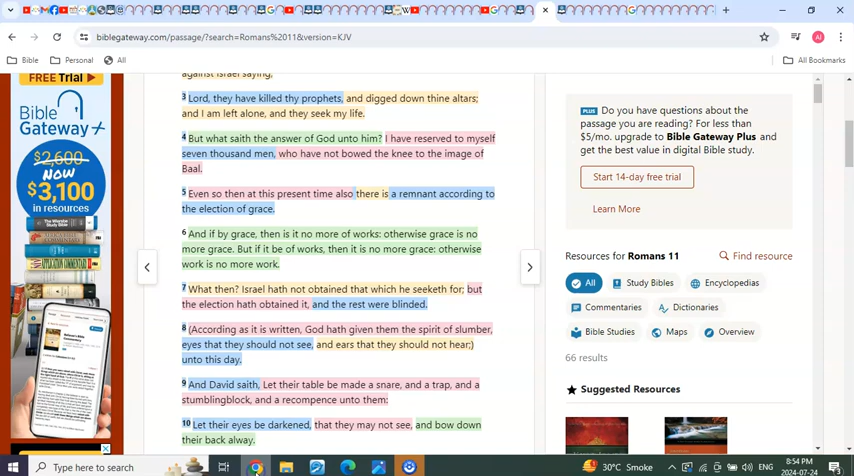 biblegateway.com/passage/?search=Romans%2011&version=KJV
Bible
Personal
All
All Bookmarks
FREE Trial
Bible
Gateway+
$2,600
NOW
$3,100
in resources
against Israel saying,
3 Lord, they have killed thy prophets, and digged down thine altars;
and I am left alone, and they seek my life.
4 But what saith the answer of God unto him? I have reserved to myself
seven thousand men, who have not bowed the knee to the image of
Baal.
5 Even so then at this present time also there is a remnant according to
the election of grace.
6 And if by grace, then is it no more of works: otherwise grace is no
more grace. But if it be of works, then it is no more grace: otherwise
work is no more work.
7 What then? Israel hath not obtained that which he seeketh for; but
the election hath obtained it, and the rest were blinded.
8 (According as it is written, God hath given them the spirit of slumber,
eyes that they should not see, and ears that they should not hear;)
unto this day.
9 And David saith, Let their table be made a snare, and a trap, and a
stumblingblock, and a recompence unto them:
10 Let their eyes be darkened, that they may not see, and bow down
their back alway.
PLUS Do you have questions about the
passage you are reading? For less than
$5/mo. upgrade to Bible Gateway Plus and
get the best value in digital Bible study.
Start 14-day free trial
Learn More
Resources for Romans 11
Find resource
All
Study Bibles
Encyclopedias
Commentaries
Dictionaries
Bible Studies
Maps
Overview
66 results
Suggested Resources
Type here to search
30°C Smoke
ENG
8:54 PM
2024-07-24